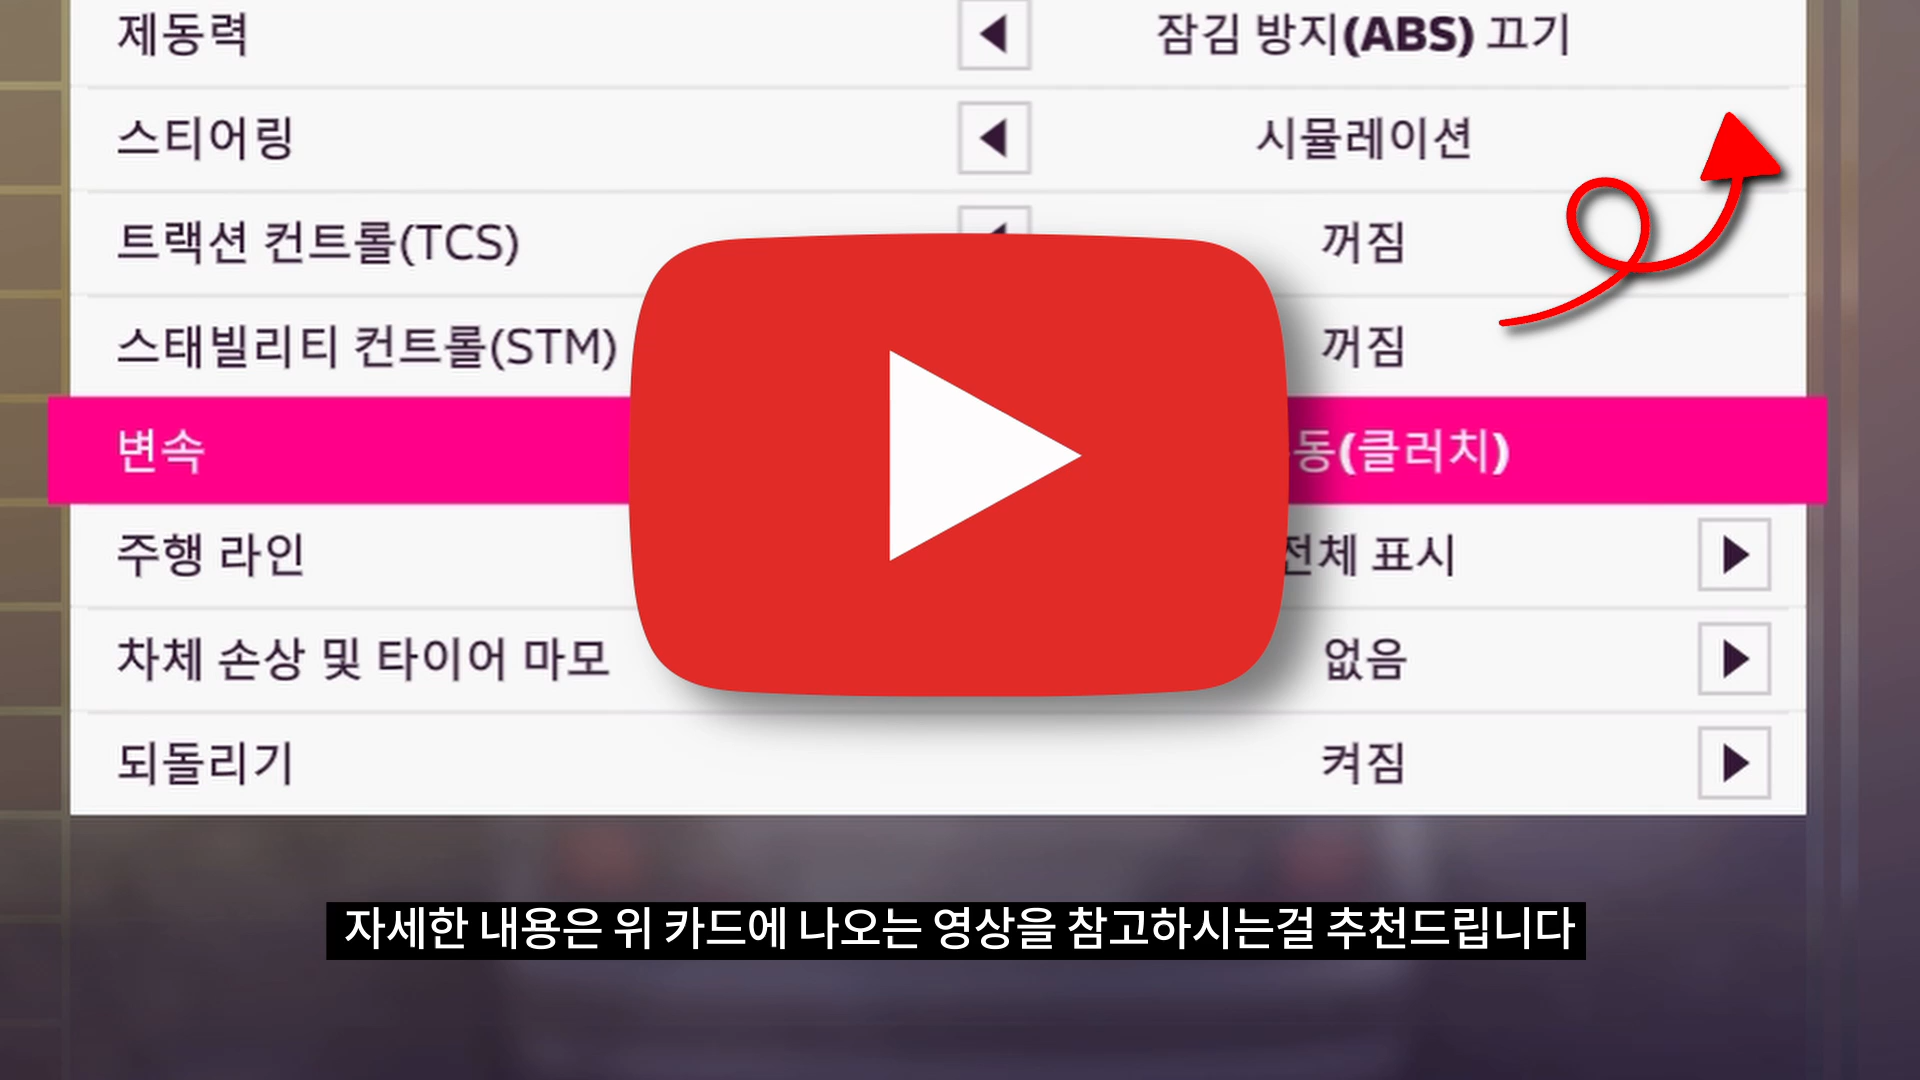 제동력 잠김 방지(ABS) 끄기
스티어링 시뮬레이션
트랙션 컨트롤(TCS) 꺼짐
스태빌리티 컨트롤(STM) 꺼짐
변속 동(클러치)
주행 라인 전체 표시
차체 손상 및 타이어 마모 없음
되돌리기 켜짐
자세한 내용은 위 카드에 나오는 영상을 참고하시는걸 추천드립니다